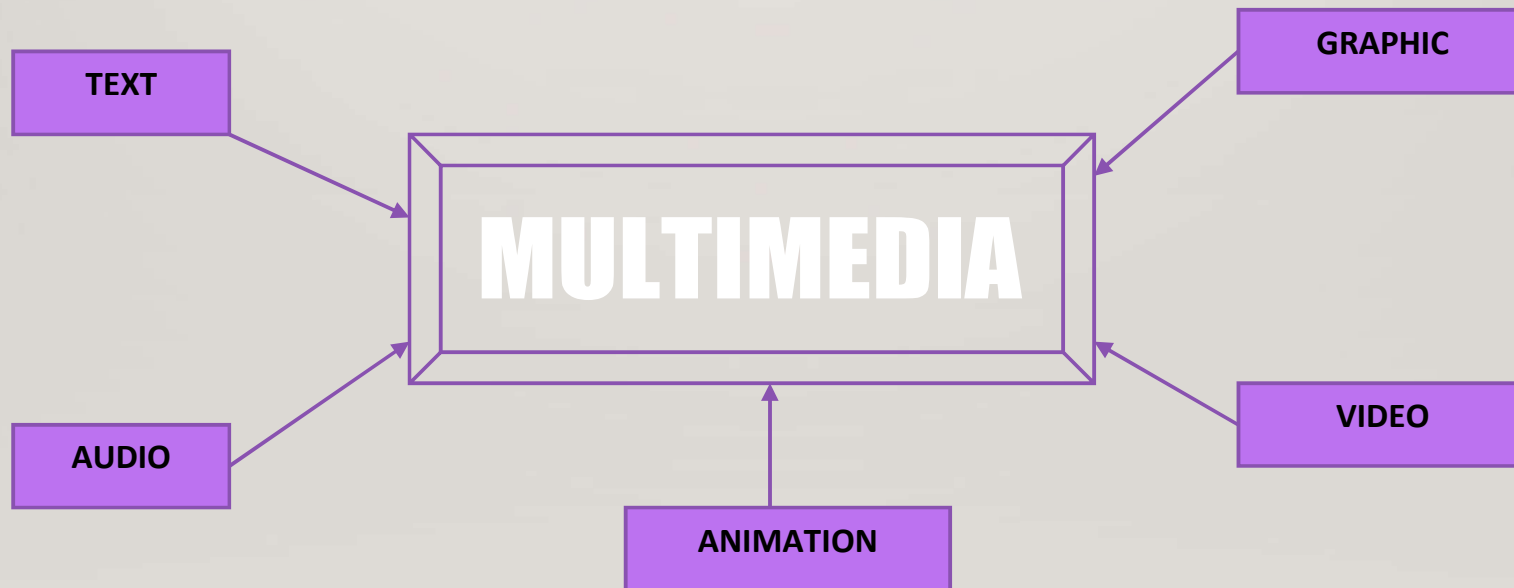 GRAPHIC
TEXT
MULTIMEDIA
VIDEO
AUDIO
ANIMATION